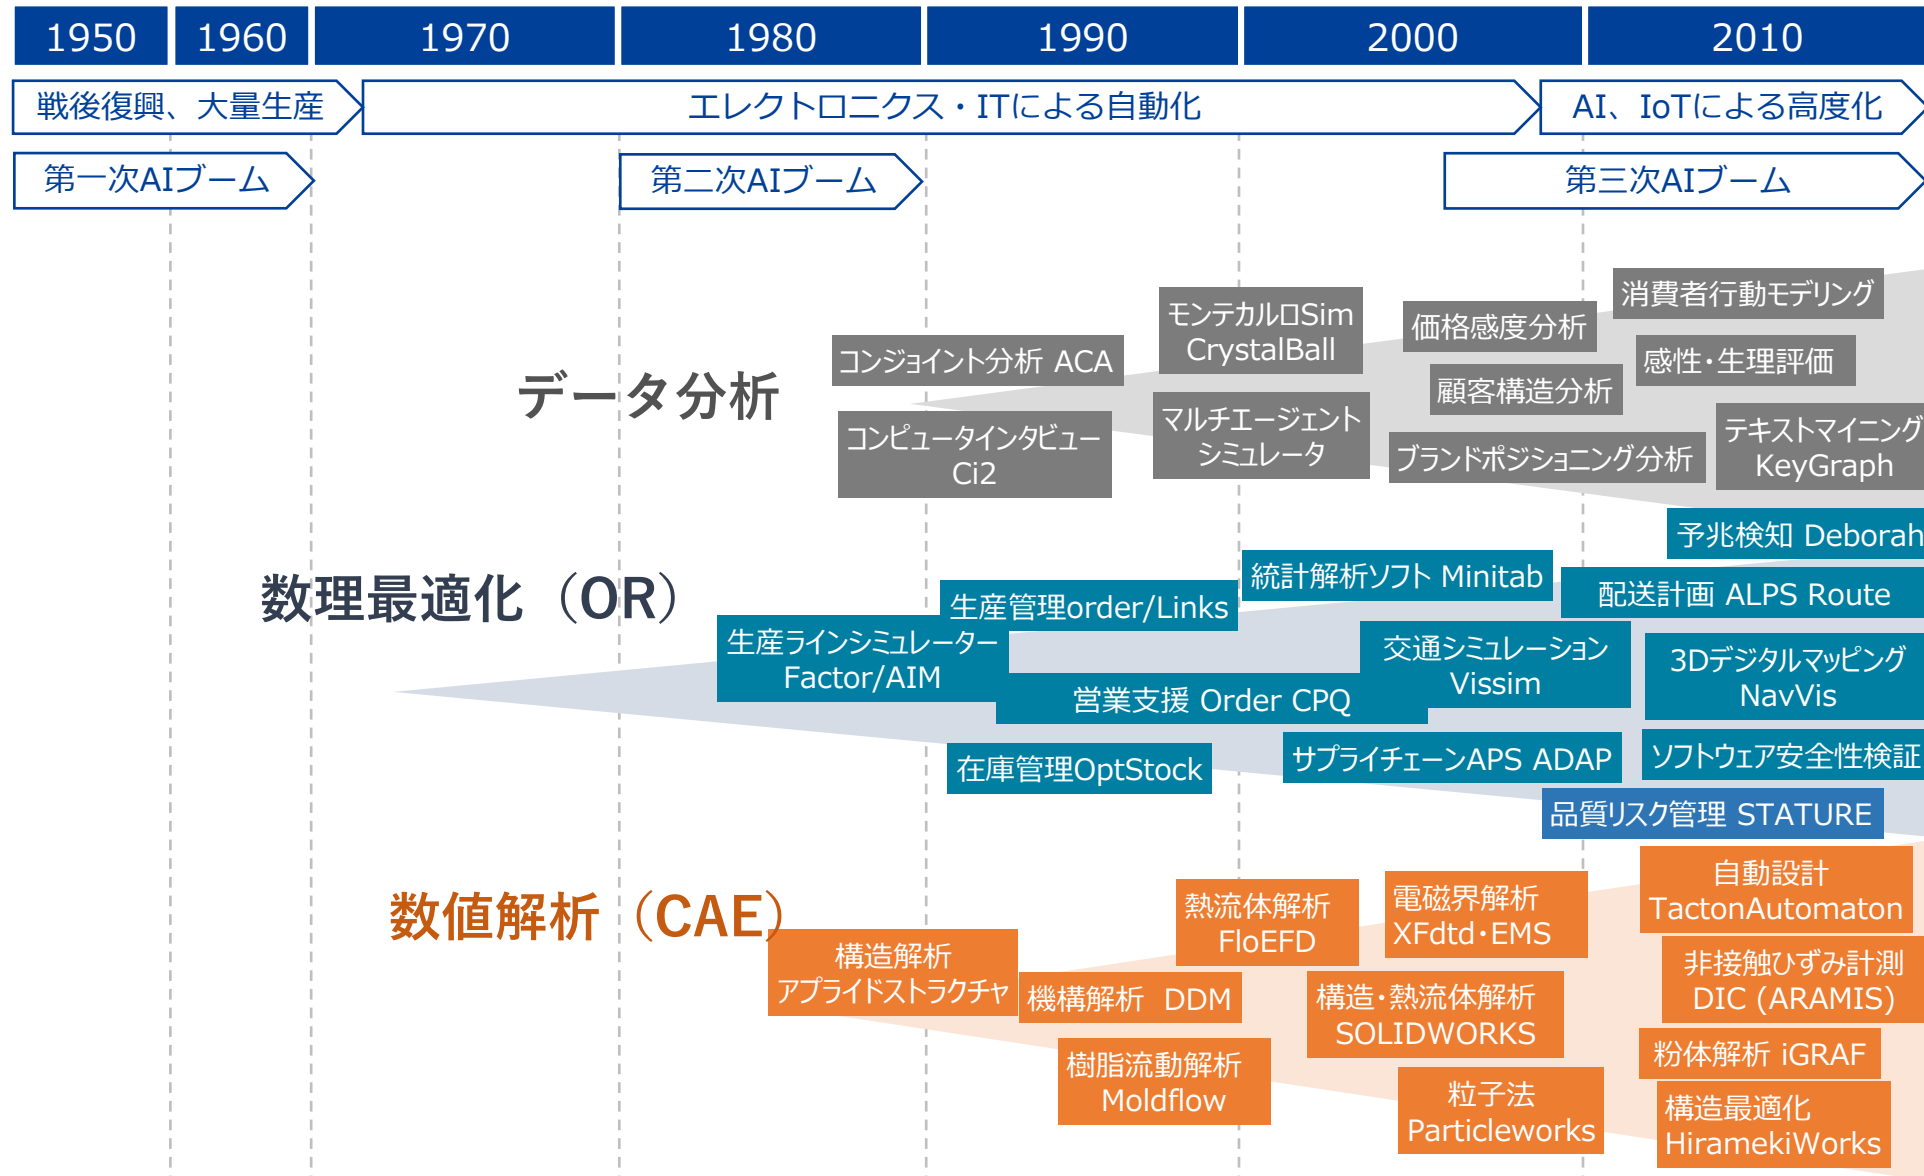 1950
1960
1970
1980
1990
2000
2010
戦後復興、大量生産
エレクトロニクス・ITによる自動化
AI、IoTによる高度化
第一次AIブーム
第二次AIブーム
第三次AIブーム
データ分析
コンジョイント分析 ACA
コンピュータインタビュー
Ci2
モンテカルロSim
CrystalBall
マルチエージェント
シミュレータ
価格感度分析
顧客構造分析
ブランドポジショニング分析
消費者行動モデリング
感性・生理評価
テキストマイニング
KeyGraph
数理最適化（OR）
生産ラインシミュレーター
Factor/AIM
生産管理order/Links
営業支援 Order CPQ
在庫管理OptStock
統計解析ソフト Minitab
交通シミュレーション
Vissim
サプライチェーンAPS ADAP
予兆検知 Deborah
配送計画 ALPS Route
3Dデジタルマッピング
NavVis
ソフトウェア安全性検証
品質リスク管理 STATURE
数値解析（CAE）
構造解析
アプライドストラクチャ
機構解析 DDM
樹脂流動解析
Moldflow
熱流体解析
FloEFD
電磁界解析
XFdtd・EMS
構造・熱流体解析
SOLIDWORKS
粒子法
Particleworks
自動設計
TactonAutomaton
非接触ひずみ計測
DIC (ARAMIS)
粉体解析 iGRAF
構造最適化
HiramekiWorks